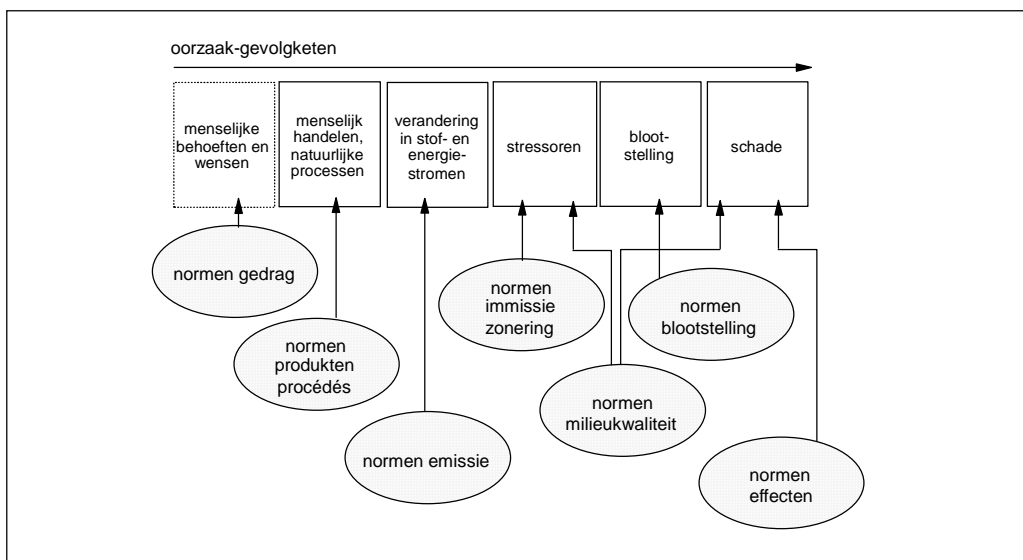 oorzaak-gevolgketen
menselijke
behoeften en
wensen
menselijk
handelen,
natuurlijke
processen
verandering
in stof- en
energie-
stromen
stressoren
bloot-
stelling
schade
normen gedrag
normen
produkten
procédés
normen emissie
normen
immissie
zonering
normen
milieukwaliteit
normen
blootstelling
normen
effecten